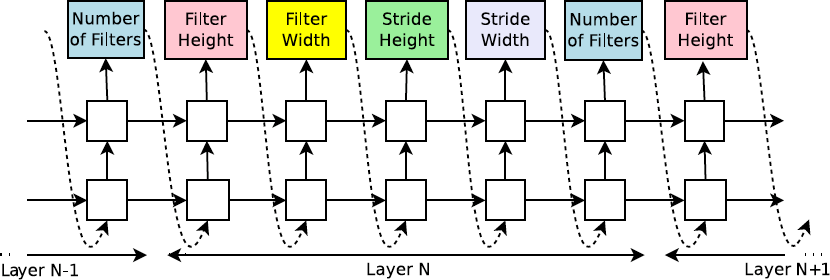 Number
of Filters
Filter
Height
Filter
Width
Stride
Height
Stride
Width
Number
of Filters
Filter
Height
Layer N-1
Layer N
Layer N+1